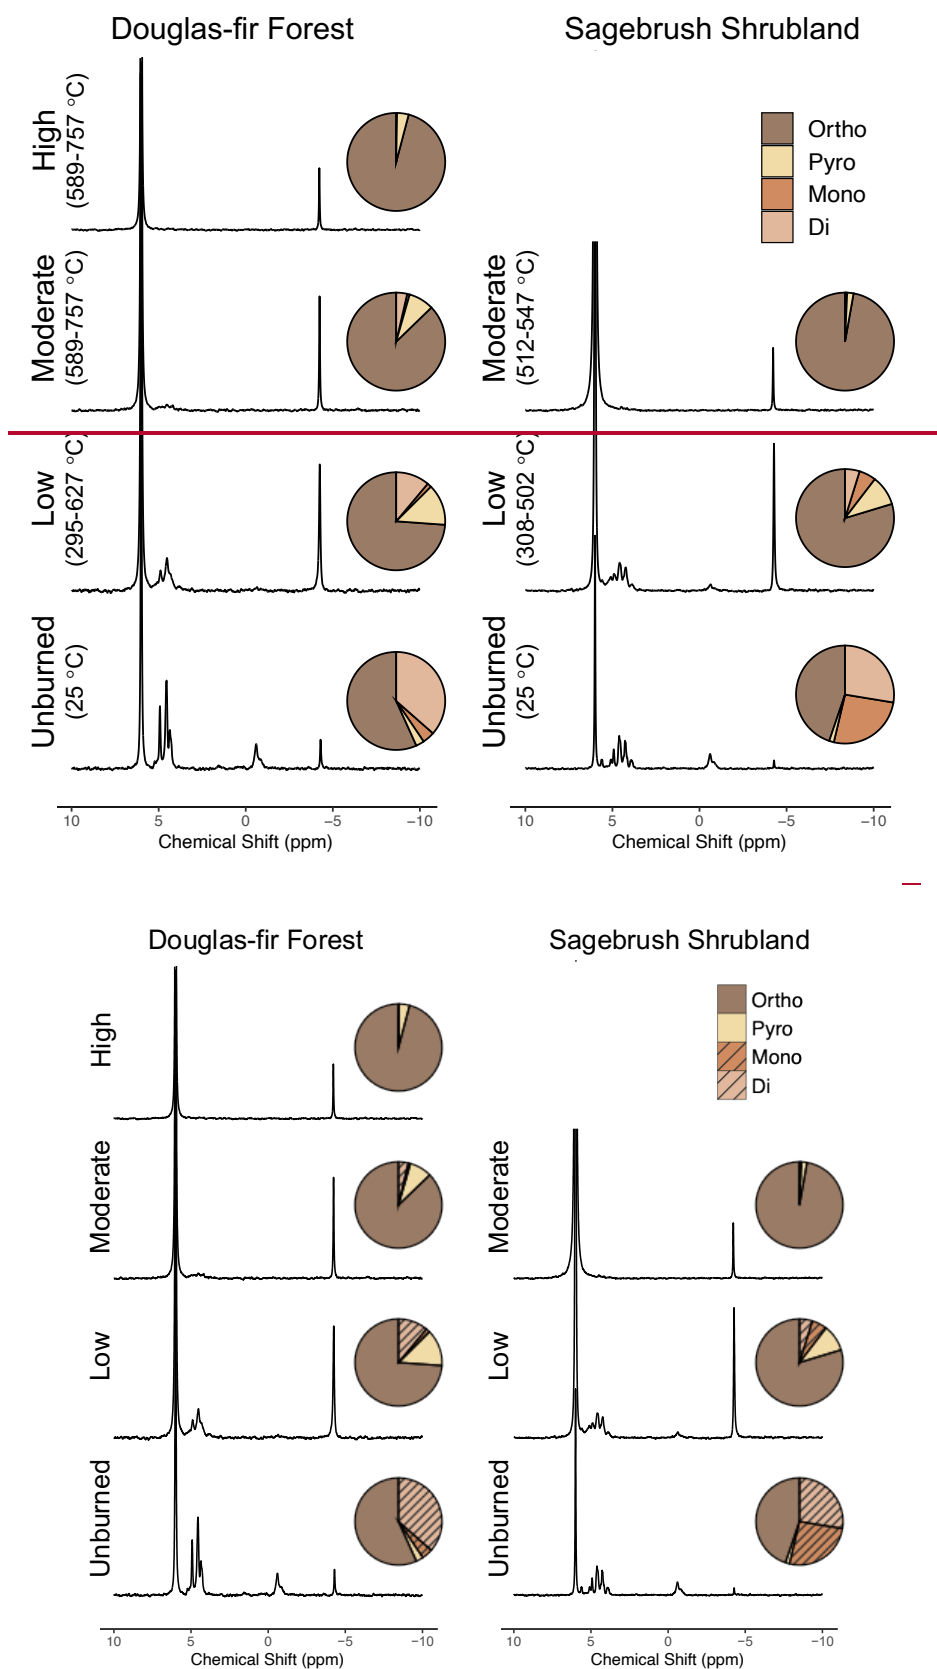 Douglas-fir Forest
Sagebrush Shrubland
High
(589-757 °C)
Ortho
Pyro
Mono
Di
Moderate
(589-757 °C)
Moderate
(512-547 °C)
Low
(295-627 °C)
Low
(308-502 °C)
Unburned
(25 °C)
Unburned
(25 °C)
10 5 0 −5 −10
Chemical Shift (ppm)
10 5 0 −5 −10
Chemical Shift (ppm)
Douglas-fir Forest
Sagebrush Shrubland
High
Ortho
Pyro
Mono
Di
Moderate
Moderate
Low
Low
Unburned
Unburned
10 5 0 −5 −10
Chemical Shift (ppm)
10 5 0 −5 −10
Chemical Shift (ppm)